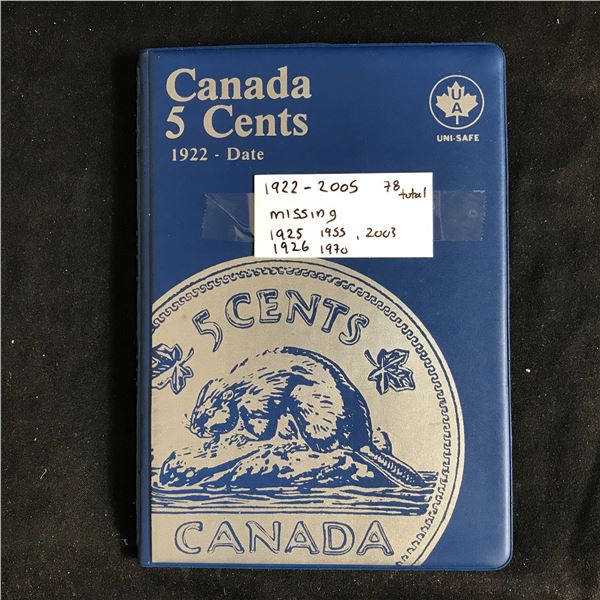 Canada
5 Cents
1922 - Date
UAI
UNI-SAFE
1922 - 2005 78 total
missing
1925 1955, 2003
1926 1970
5 CENTS
CANADA